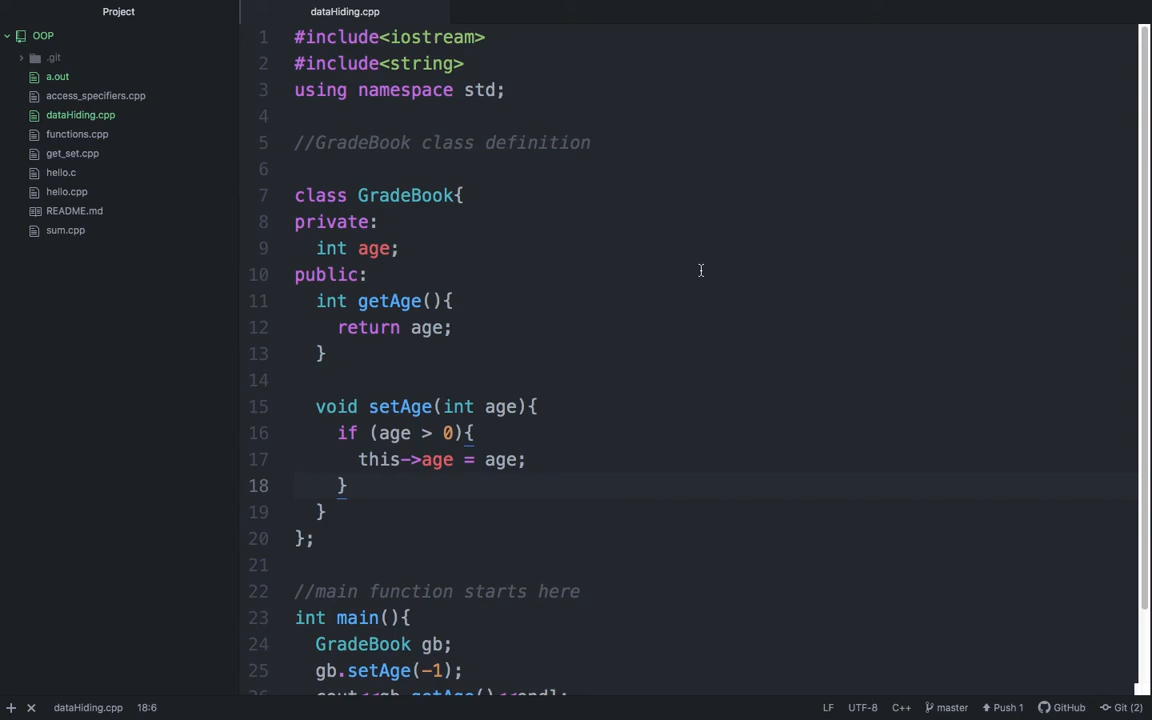 Project
dataHiding.cpp
OOP
.git
a.out
access_specifiers.cpp
dataHiding.cpp
functions.cpp
get_set.cpp
hello.c
hello.cpp
README.md
sum.cpp
1 #include<iostream>
2 #include<string>
3 using namespace std;
4
5 //GradeBook class definition
6
7 class GradeBook{
8 private:
9 int age;
10 public:
11 int getAge(){
12 return age;
13 }
14
15 void setAge(int age){
16 if (age > 0){
17 this->age = age;
18 }
19 }
20 };
21
22 //main function starts here
23 int main(){
24 GradeBook gb;
25 gb.setAge(-1);
26 cout<<gb.getAge()<<endl;
dataHiding.cpp 18:6 LF UTF-8 C++ master Push 1 GitHub Git (2)